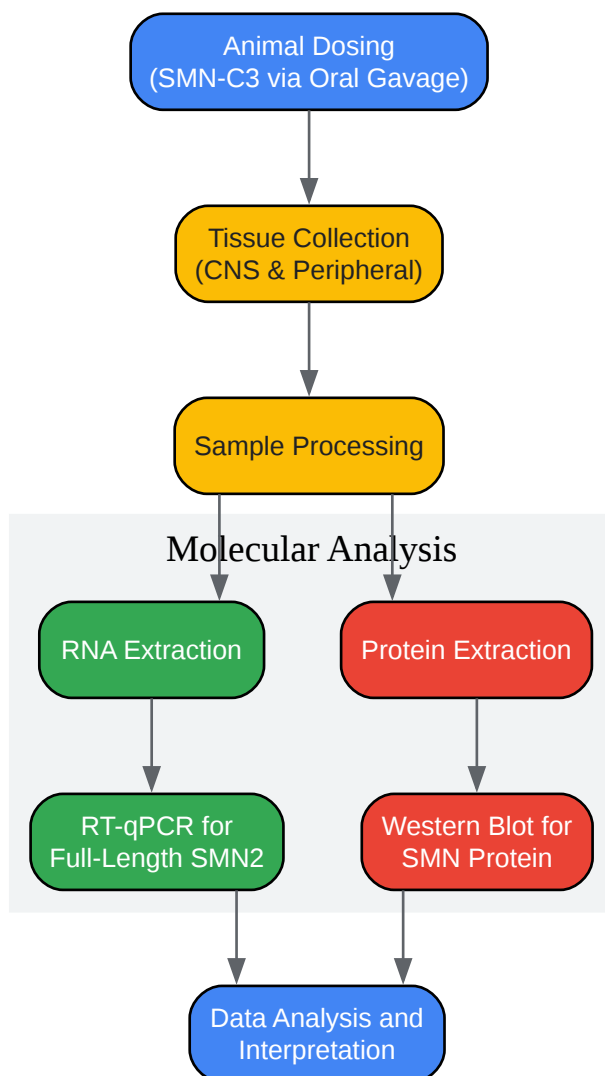 Animal Dosing
(SMN-C3 via Oral Gavage)
Tissue Collection
(CNS & Peripheral)
Sample Processing
Molecular Analysis
RNA Extraction
Protein Extraction
RT-qPCR for
Full-Length SMN2
Western Blot for
SMN Protein
Data Analysis and
Interpretation